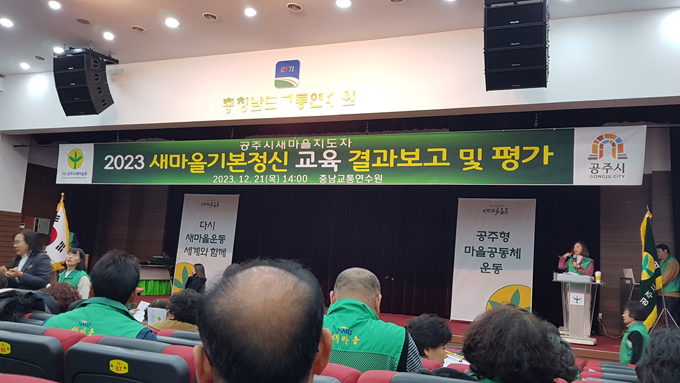 CTTI
충청남도교통연수원
공주시새마을지도자
2023 새마을기본정신 교육 결과보고 및 평가
2023. 12. 21(목) 14:00 충남교통연수원
공주시
GONGJU CITY
다시
새마을운동
세계와 함께
새마을운동
공주형
마을공동체
운동
SMU
새마을